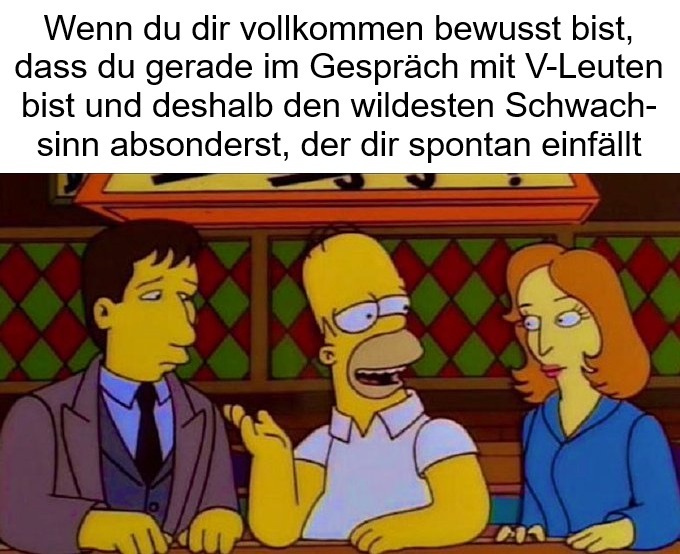 Wenn du dir vollkommen bewusst bist,
dass du gerade im Gespräch mit V-Leuten
bist und deshalb den wildesten Schwach-
sinn absonderst, der dir spontan einfällt